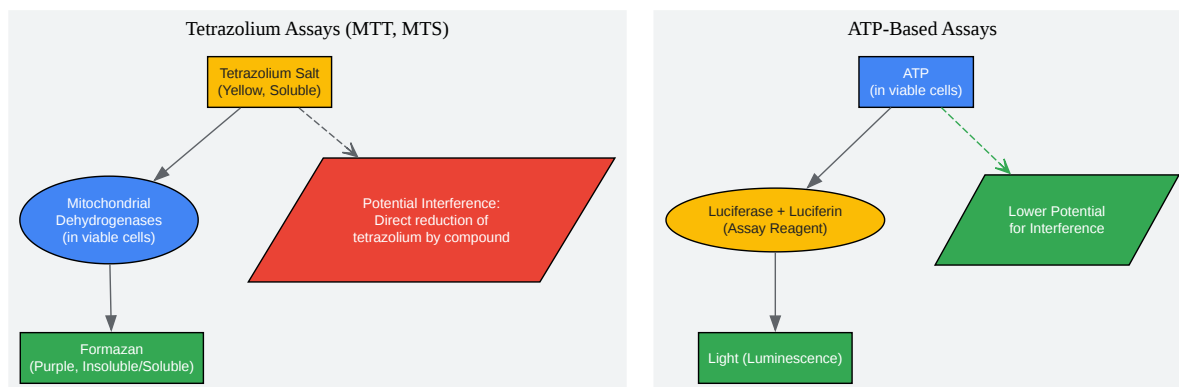 Tetrazolium Assays (MTT, MTS)
Tetrazolium Salt
(Yellow, Soluble)
Mitochondrial
Dehydrogenases
(in viable cells)
Potential Interference:
Direct reduction of
tetrazolium by compound
Formazan
(Purple, Insoluble/Soluble)
ATP-Based Assays
ATP
(in viable cells)
Luciferase + Luciferin
(Assay Reagent)
Lower Potential
for Interference
Light (Luminescence)